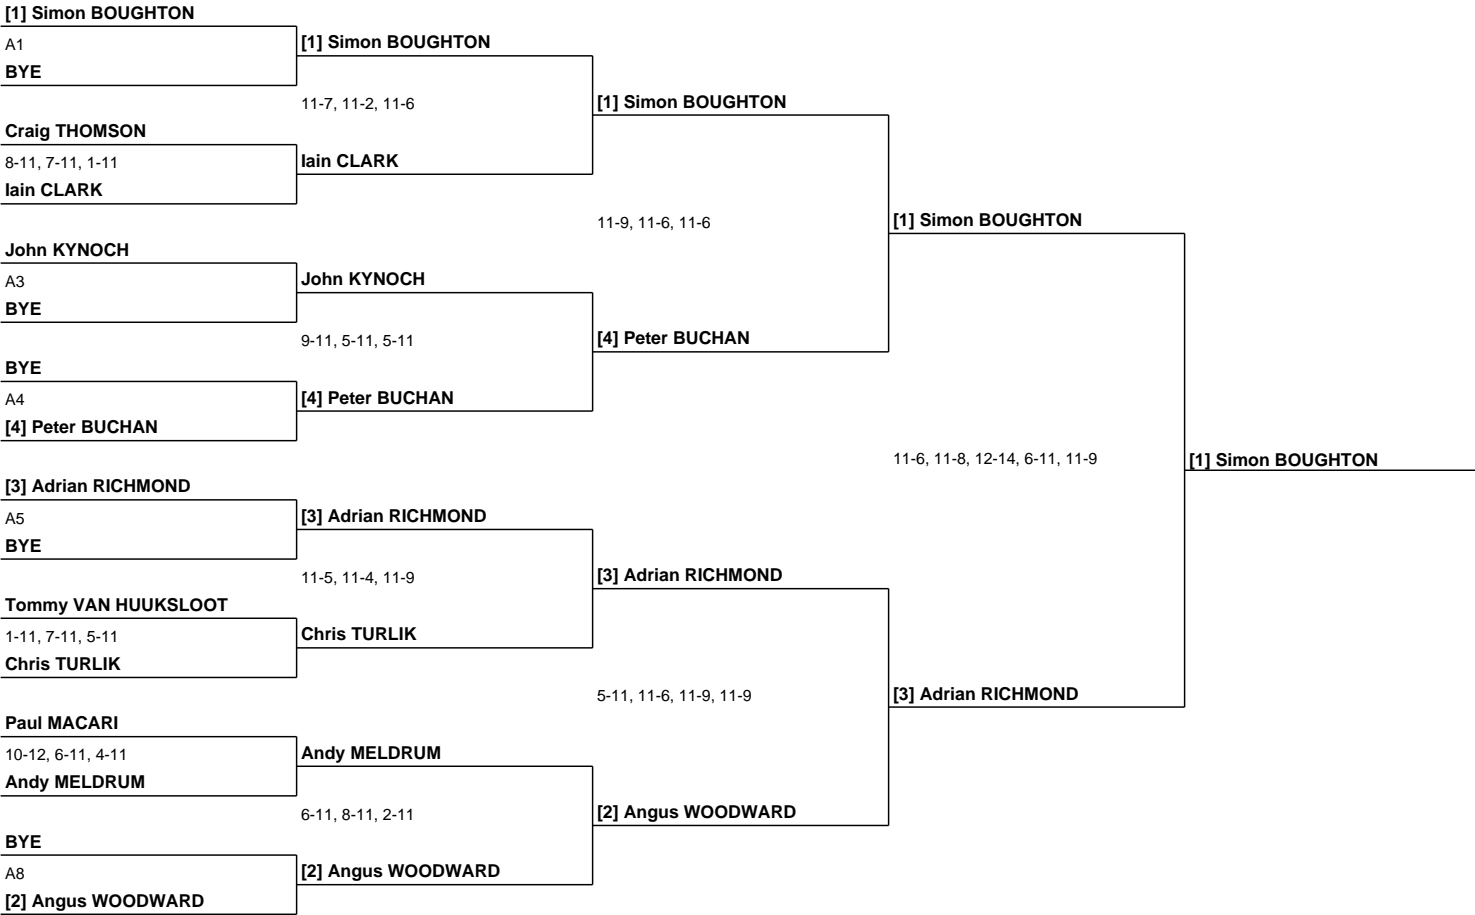 [1] Simon BOUGHTON
A1
BYE
Craig THOMSON
8-11, 7-11, 1-11
Iain CLARK
John KYNOCH
A3
BYE
BYE
A4
[4] Peter BUCHAN
[3] Adrian RICHMOND
A5
BYE
Tommy VAN HUUKSLOOT
1-11, 7-11, 5-11
Chris TURLIK
Paul MACARI
10-12, 6-11, 4-11
Andy MELDRUM
BYE
A8
[2] Angus WOODWARD
[1] Simon BOUGHTON
11-7, 11-2, 11-6
Iain CLARK
John KYNOCH
9-11, 5-11, 5-11
[4] Peter BUCHAN
[3] Adrian RICHMOND
11-5, 11-4, 11-9
Chris TURLIK
Andy MELDRUM
6-11, 8-11, 2-11
[2] Angus WOODWARD
[1] Simon BOUGHTON
11-9, 11-6, 11-6
[4] Peter BUCHAN
[3] Adrian RICHMOND
5-11, 11-6, 11-9, 11-9
[2] Angus WOODWARD
[1] Simon BOUGHTON
11-6, 11-8, 12-14, 6-11, 11-9
[3] Adrian RICHMOND
[1] Simon BOUGHTON